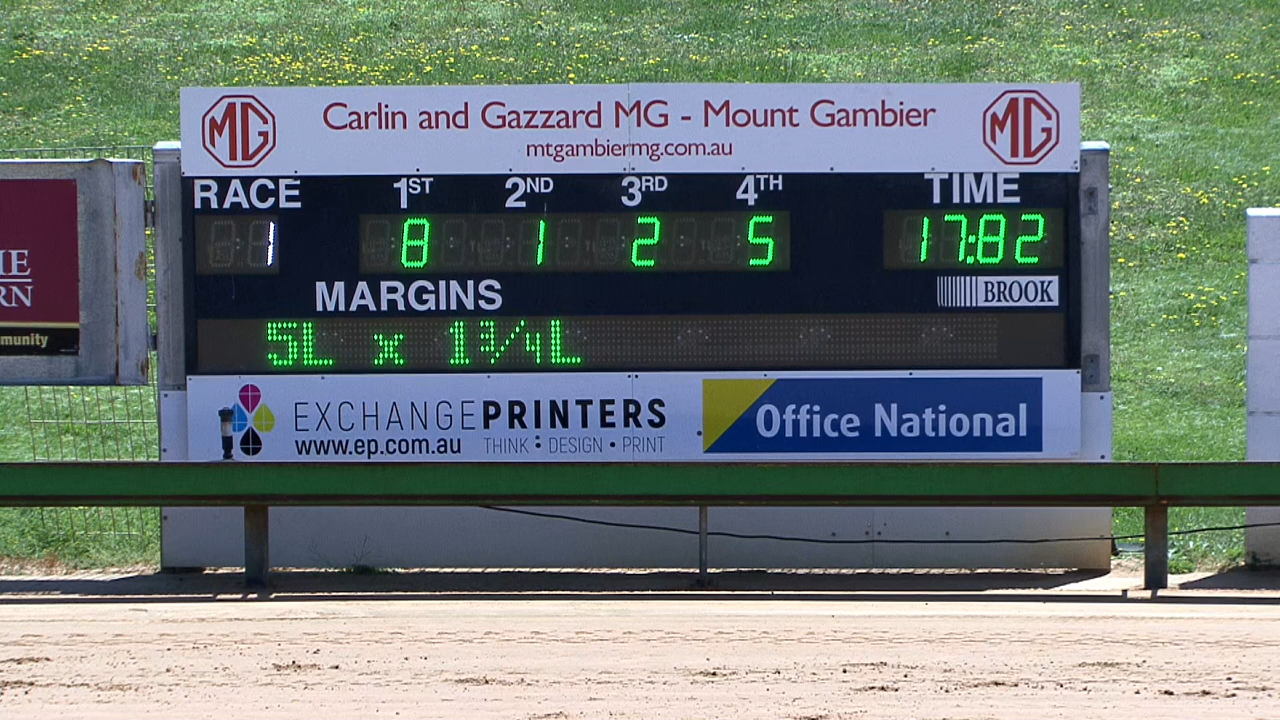 MG Carlin and Gazzard MG - Mount Gambier MG
mtgambiermg.com.au
RACE 1ST 2ND 3RD 4TH TIME
1 8 1 2 5 17:82
MARGINS BROOK
5L x 1¾L
EXCHANGEPRINTERS
www.ep.com.au THINK : DESIGN • PRINT
Office National
munity